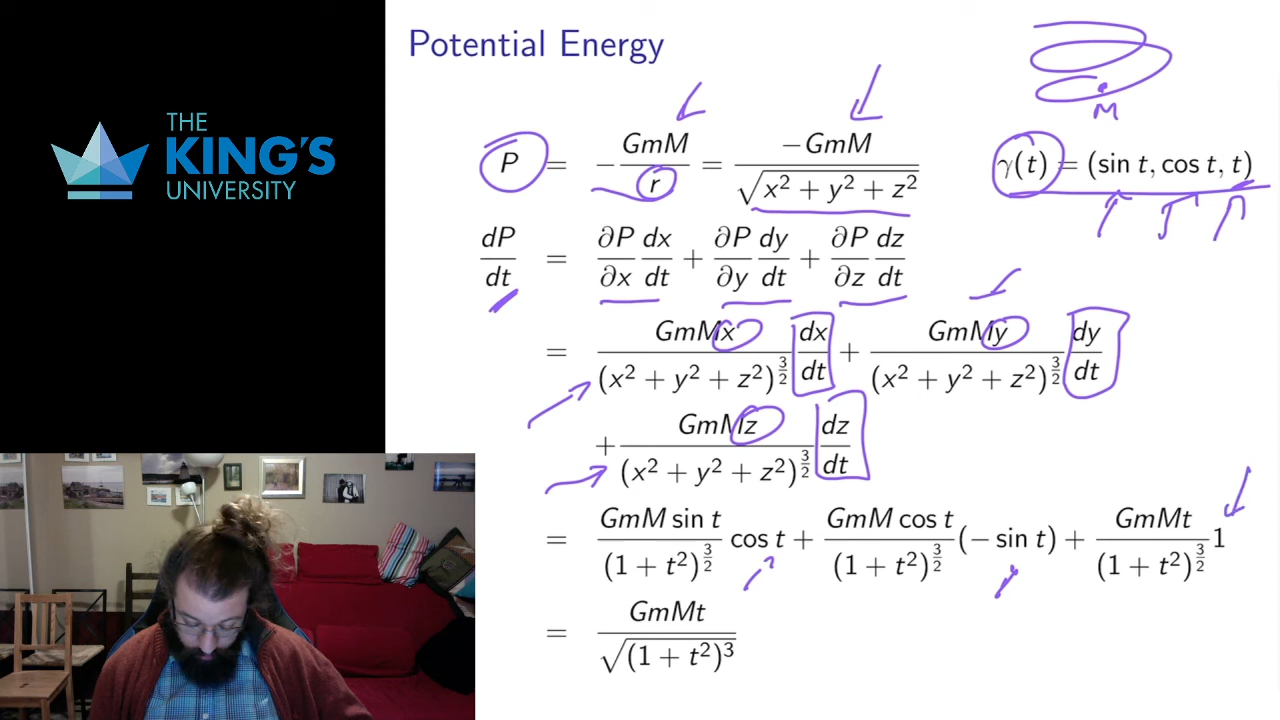 THE
KING'S
UNIVERSITY
Potential Energy
M
P = − GmM / r = −GmM / √(x² + y² + z²)
γ(t) = (sin t, cos t, t)
dP/dt = ∂P/∂x dx/dt + ∂P/∂y dy/dt + ∂P/∂z dz/dt
= GmMx / (x² + y² + z²)^(3/2) dx/dt + GmMy / (x² + y² + z²)^(3/2) dy/dt
+ GmMz / (x² + y² + z²)^(3/2) dz/dt
= GmM sin t / (1 + t²)^(3/2) cos t + GmM cos t / (1 + t²)^(3/2) (− sin t) + GmMt / (1 + t²)^(3/2) 1
= GmMt / √((1 + t²)³)